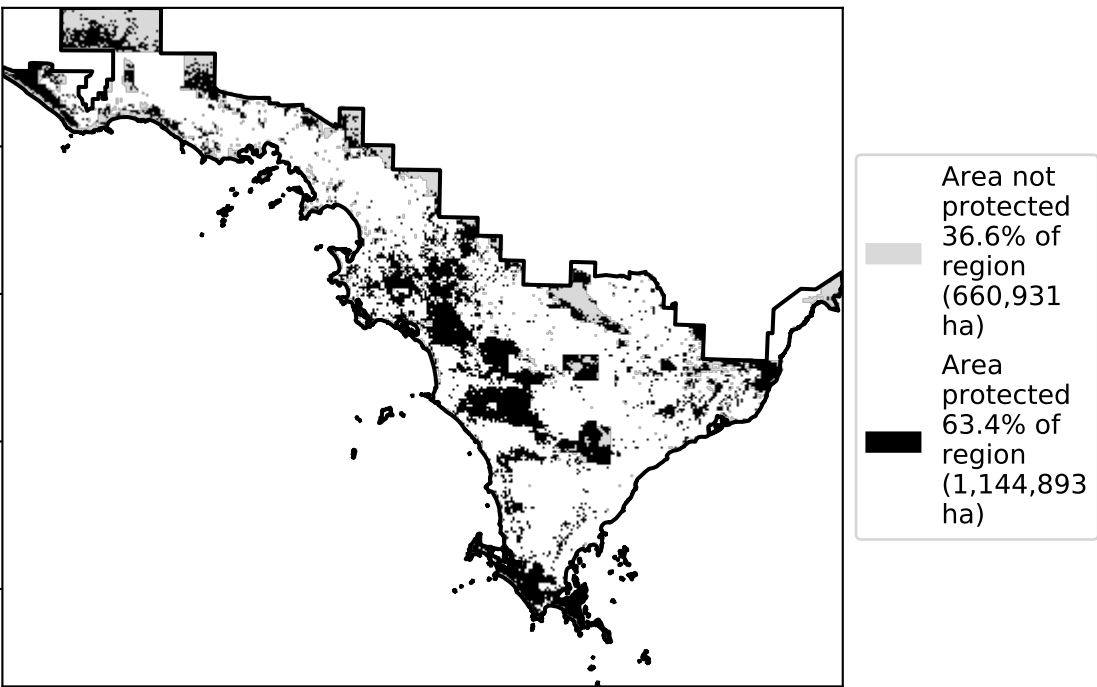 Area not
protected
36.6% of
region
(660,931
ha)
Area
protected
63.4% of
region
(1,144,893
ha)